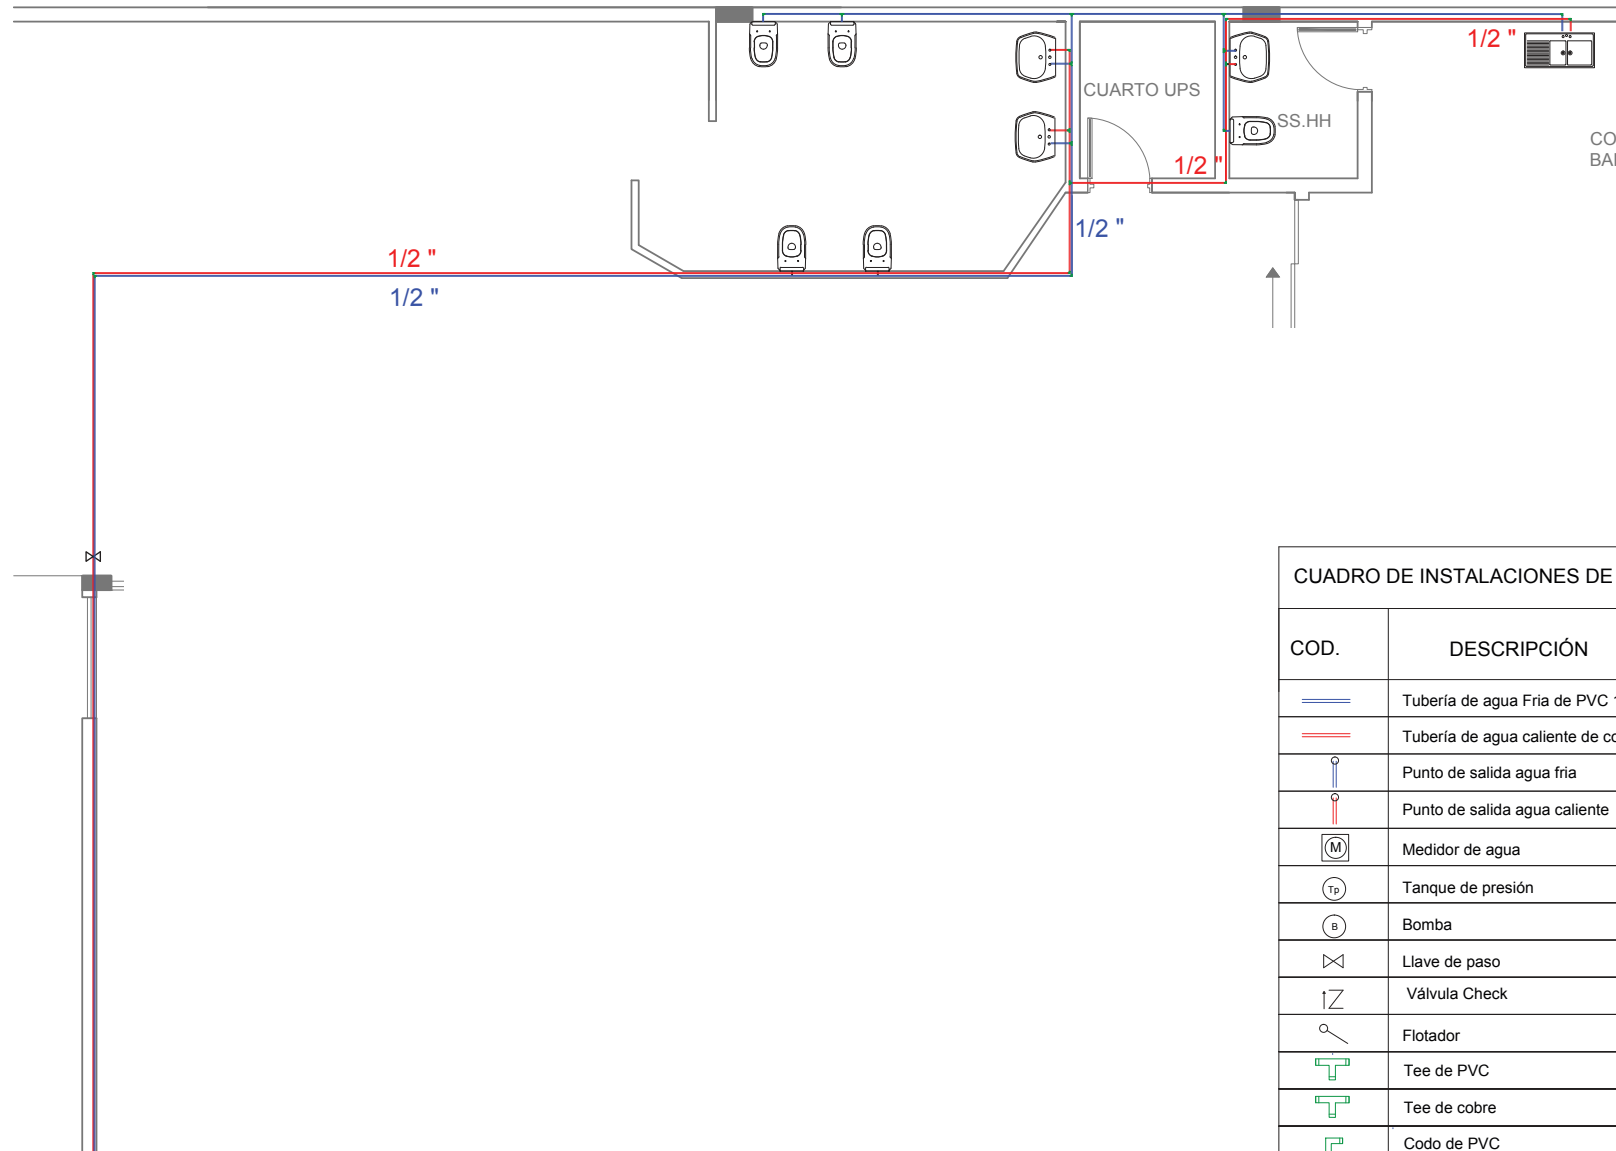 1/2 "
CUARTO UPS
SS.HH
1/2 "
1/2 "
1/2 "
1/2 "
CUADRO DE INSTALACIONES DE
COD.
DESCRIPCIÓN
Tubería de agua Fria de PVC
Tubería de agua caliente de
Punto de salida agua fria
Punto de salida agua caliente
M
Medidor de agua
Tp
Tanque de presión
B
Bomba
Llave de paso
Válvula Check
Flotador
Tee de PVC
Tee de cobre
Codo de PVC